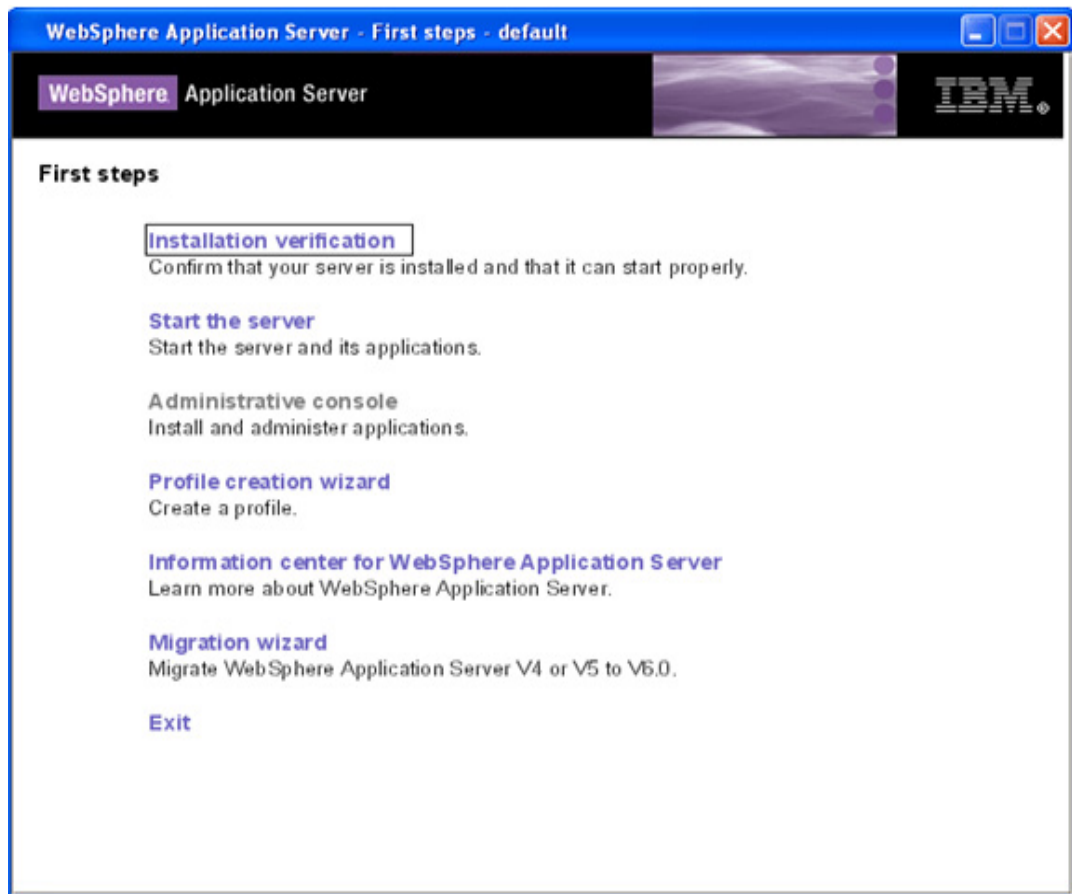 WebSphere Application Server - First steps - default
WebSphere Application Server
IBM®
First steps
Installation verification
Confirm that your server is installed and that it can start properly.
Start the server
Start the server and its applications.
Administrative console
Install and administer applications.
Profile creation wizard
Create a profile.
Information center for WebSphere Application Server
Learn more about WebSphere Application Server.
Migration wizard
Migrate WebSphere Application Server V4 or V5 to V6.0.
Exit